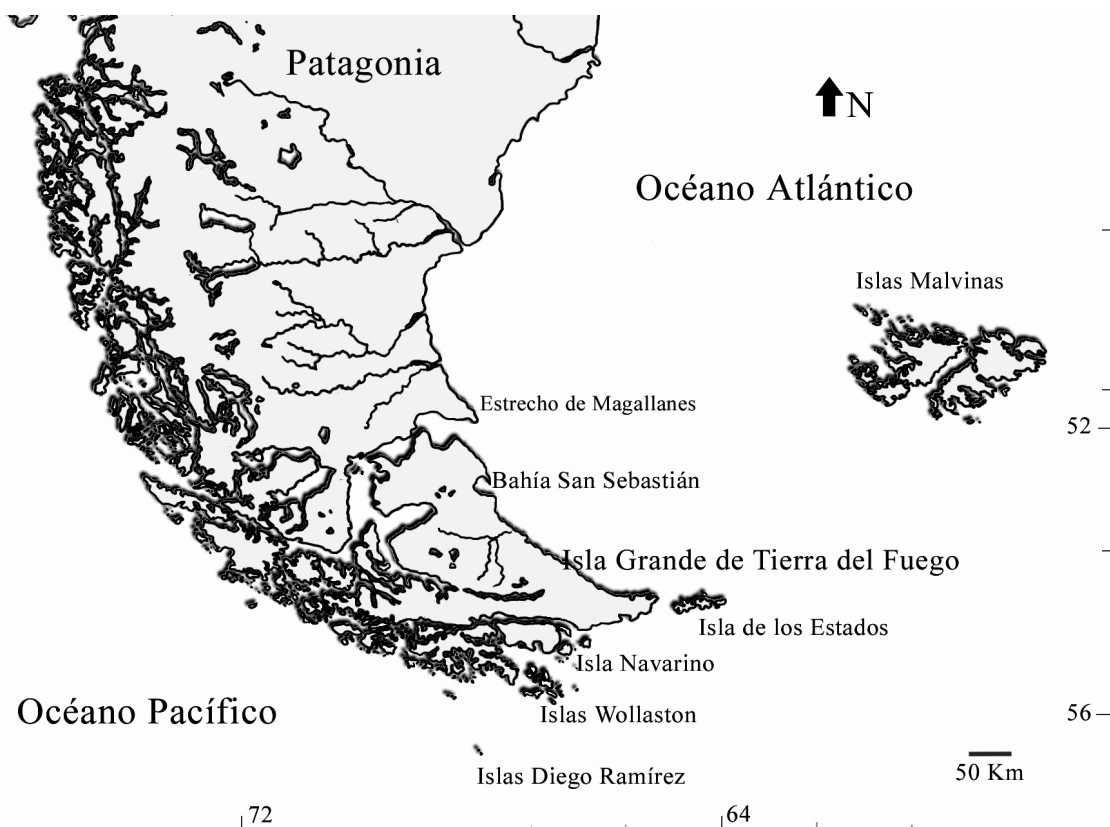 Patagonia
N
Océano Atlántico
Islas Malvinas
Estrecho de Magallanes
52
Bahía San Sebastián
Isla Grande de Tierra del Fuego
Isla de los Estados
Isla Navarino
Océano Pacífico
Islas Wollaston
56
50 Km
Islas Diego Ramírez
72
64